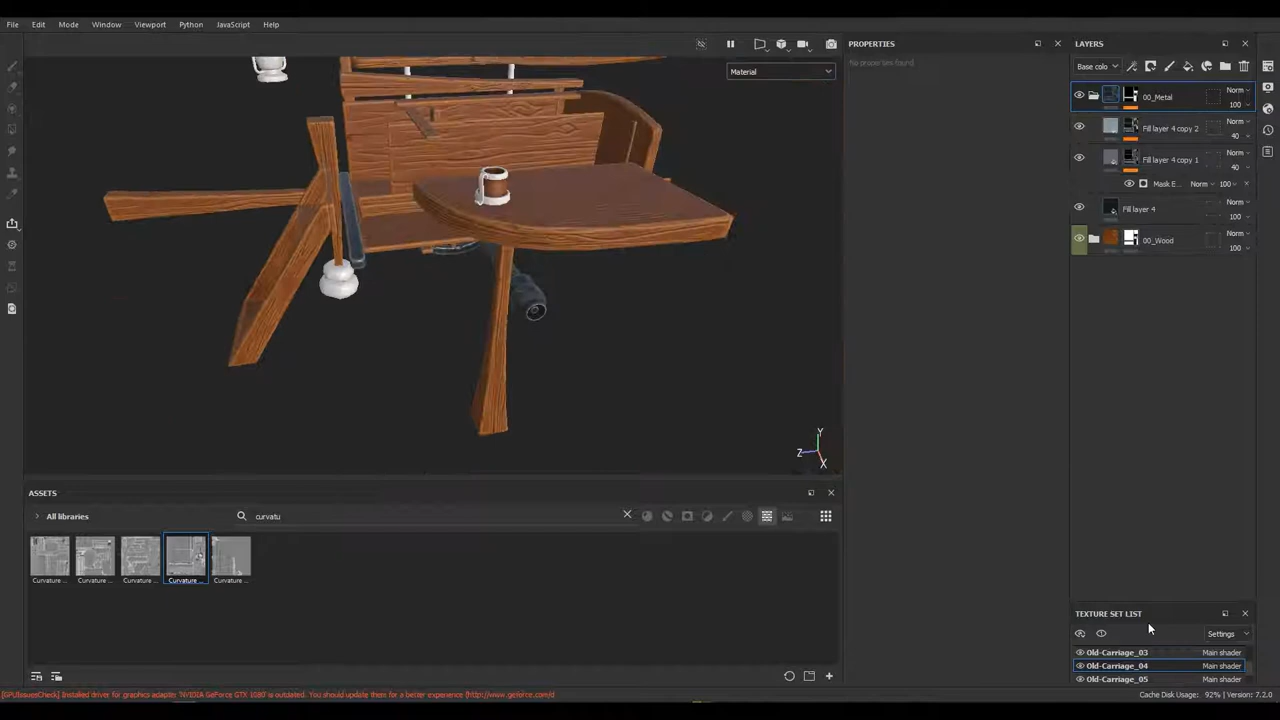 File Edit Mode Window Viewport Python JavaScript Help
Material
Y
Z
X
PROPERTIES
No properties found
LAYERS
Base colo
00_Metal
Norm
100
Fill layer 4 copy 2
Norm
40
Fill layer 4 copy 1
Norm
40
Mask E... Norm 100
Fill layer 4
Norm
100
00_Wood
Norm
100
ASSETS
All libraries
curvatu
Curvature ... Curvature ... Curvature ... Curvature ... Curvature ...
TEXTURE SET LIST
Settings
Old-Carriage_03 Main shader
Old-Carriage_04 Main shader
Old-Carriage_05 Main shader
[GPUIssuesCheck] Installed driver for graphics adapter 'NVIDIA GeForce GTX 1080' is outdated. You should update them for a better experience (http://www.geforce.com/d
Cache Disk Usage: 92% | Version: 7.2.0